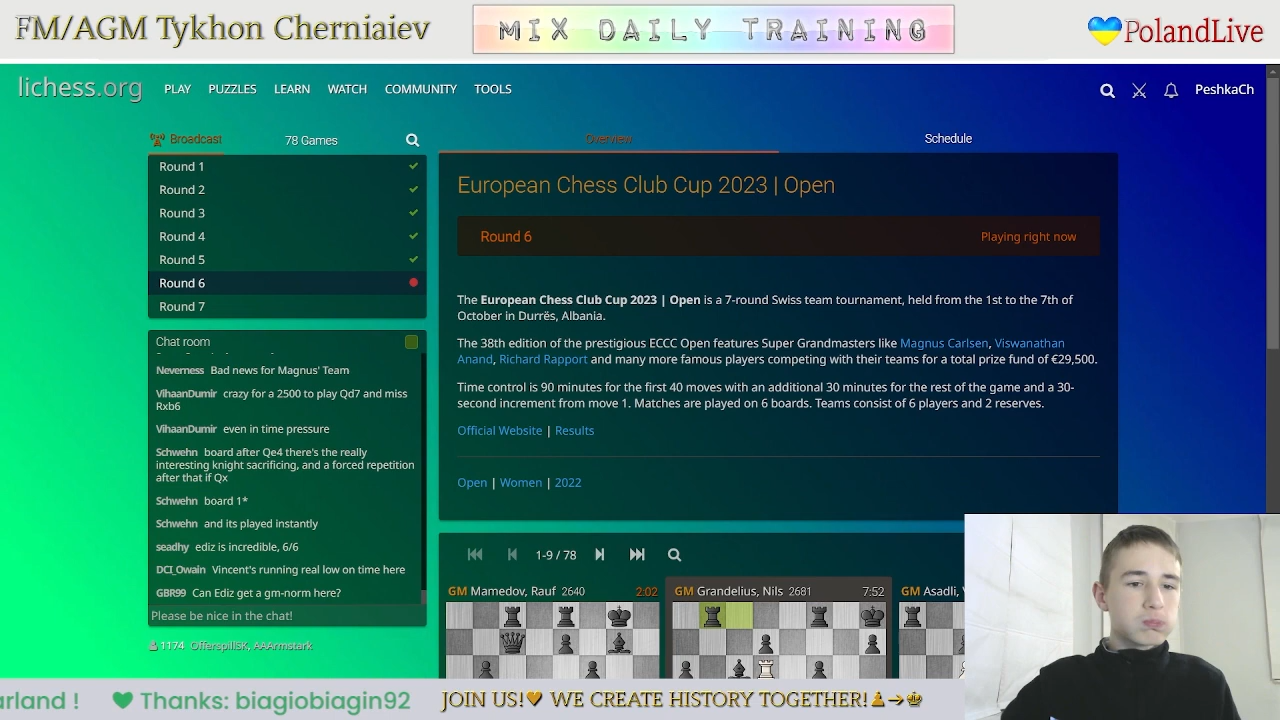 FM/AGM Tykhon Cherniaiev
MIX DAILY TRAINING
PolandLive
lichess.org
PLAY
PUZZLES
LEARN
WATCH
COMMUNITY
TOOLS
PeshkaCh
Broadcast
78 Games
Round 1
Round 2
Round 3
Round 4
Round 5
Round 6
Round 7
Overview
Schedule
European Chess Club Cup 2023 | Open
Round 6
Playing right now
The European Chess Club Cup 2023 | Open is a 7-round Swiss team tournament, held from the 1st to the 7th of
October in Durrës, Albania.
The 38th edition of the prestigious ECCC Open features Super Grandmasters like Magnus Carlsen, Viswanathan
Anand, Richard Rapport and many more famous players competing with their teams for a total prize fund of €29,500.
Time control is 90 minutes for the first 40 moves with an additional 30 minutes for the rest of the game and a 30-
second increment from move 1. Matches are played on 6 boards. Teams consist of 6 players and 2 reserves.
Official Website | Results
Open | Women | 2022
Chat room
Neverness Bad news for Magnus' Team
VihaanDumir crazy for a 2500 to play Qd7 and miss
Rxb6
VihaanDumir even in time pressure
Schwehn board after Qe4 there's the really
interesting knight sacrificing, and a forced repetition
after that if Qx
Schwehn board 1*
Schwehn and its played instantly
seadhy ediz is incredible, 6/6
DCI_Owain Vincent's running real low on time here
GBR99 Can Ediz get a gm-norm here?
Please be nice in the chat!
1174 OfferspillSK, AAArmstark
1-9 / 78
GM Mamedov, Rauf 2640 2:02
GM Grandelius, Nils 2681 7:52
GM Asadli,
arland !
Thanks: biagiobiagin92
JOIN US! WE CREATE HISTORY TOGETHER!